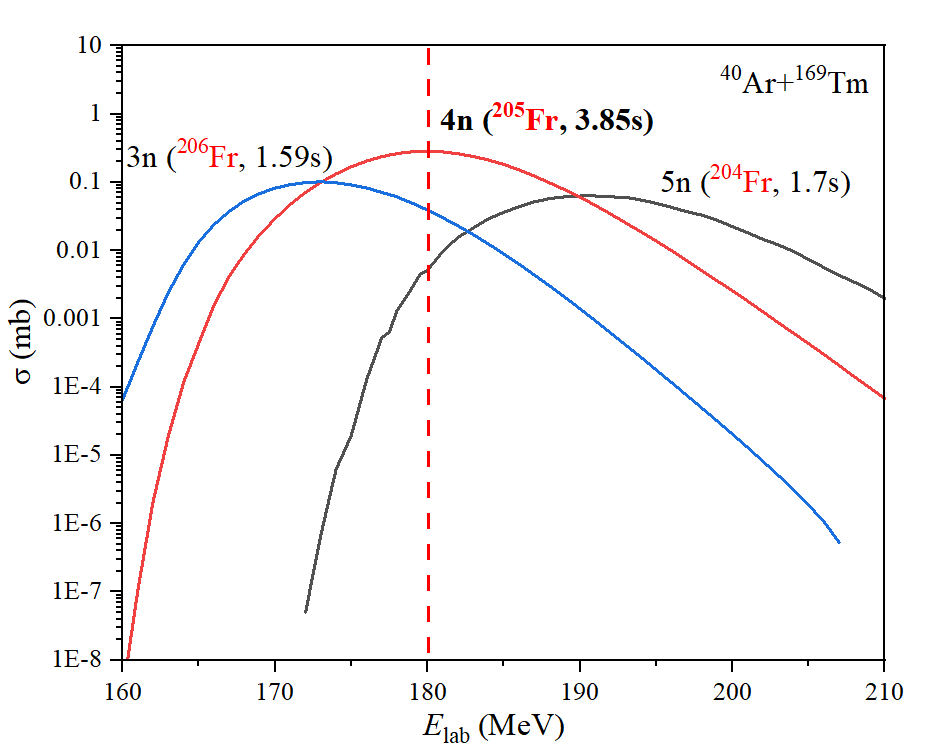 10
1
0.1
0.01
0.001
1E-4
1E-5
1E-6
1E-7
1E-8
σ (mb)
⁴⁰Ar+¹⁶⁹Tm
4n (²⁰⁵Fr, 3.85s)
3n (²⁰⁶Fr, 1.59s)
5n (²⁰⁴Fr, 1.7s)
160 170 180 190 200 210
E_lab (MeV)